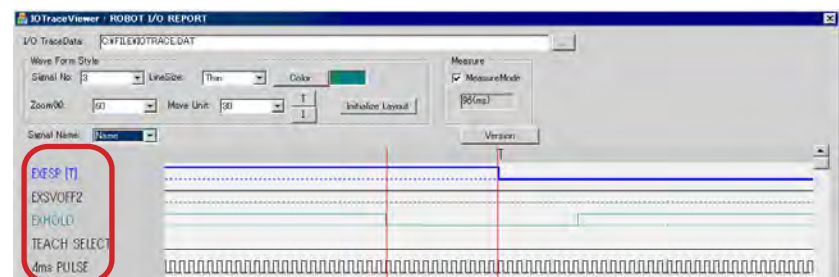 IOTraceViewer / ROBOT I/O REPORT
I/O TraceData: C:¥FILE¥IOTRACE.DAT ...
Wave Form Style
Measure
Signal No: 3 LineSize: Thin Color
MeasureMode
Zoom(X): 60 Move Unit: 30 T I Initialize Layout
96(ms)
Signal Name: Name Version
T
EXESP [T]
EXSVOFF2
EXHOLD
TEACH SELECT
4ms PULSE